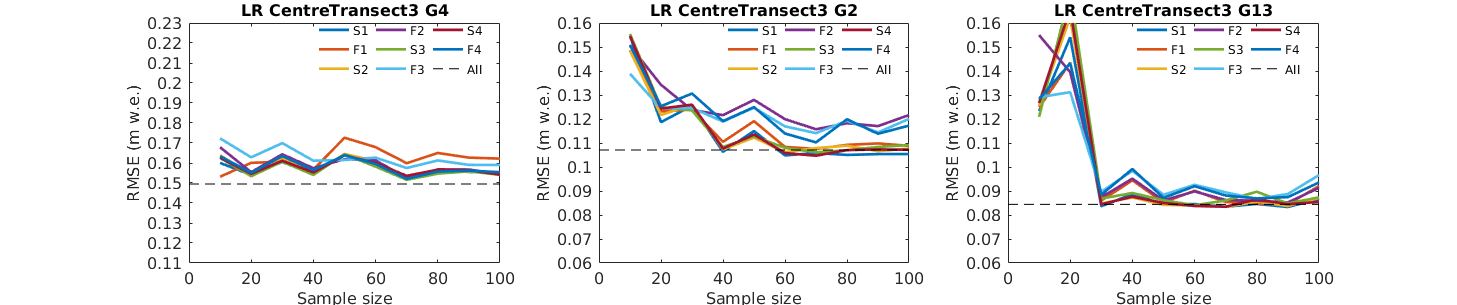 LR CentreTransect3 G4
0.23
0.22
0.21
0.2
0.19
0.18
0.17
0.16
0.15
0.14
0.13
0.12
0.11
RMSE (m w.e.)
S1 F2 S4
F1 S3 F4
S2 F3 All
0 20 40 60 80 100
Sample size
LR CentreTransect3 G2
0.16
0.15
0.14
0.13
0.12
0.11
0.1
0.09
0.08
0.07
0.06
RMSE (m w.e.)
S1 F2 S4
F1 S3 F4
S2 F3 All
0 20 40 60 80 100
Sample size
LR CentreTransect3 G13
0.16
0.15
0.14
0.13
0.12
0.11
0.1
0.09
0.08
0.07
0.06
RMSE (m w.e.)
S1 F2 S4
F1 S3 F4
S2 F3 All
0 20 40 60 80 100
Sample size